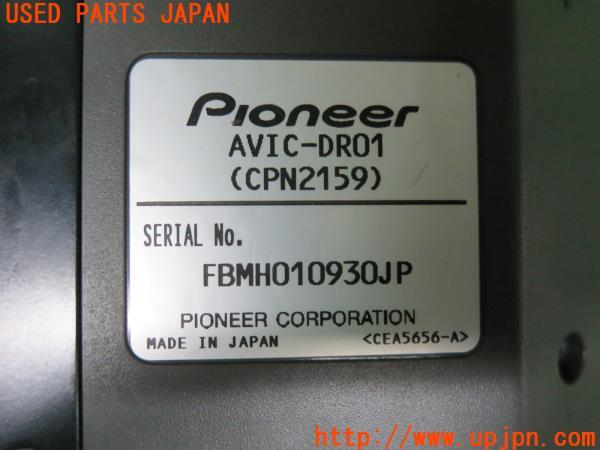 USED PARTS JAPAN
Pioneer
AVIC-DR01
(CPN2159)
SERIAL No.
FBMH010930JP
PIONEER CORPORATION
MADE IN JAPAN <CEA5656-A>
http://www.upjpn.com